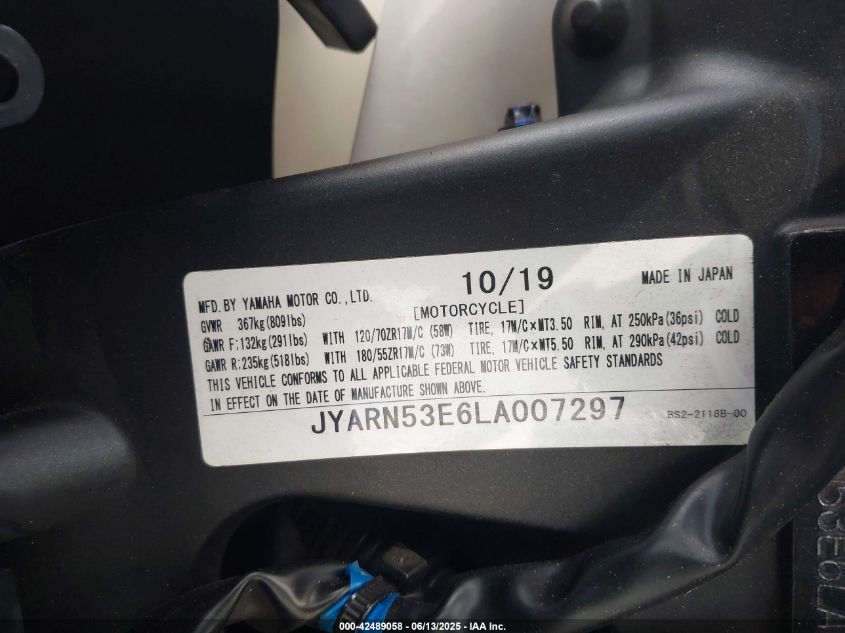 10/19
MADE IN JAPAN
MFD.BY YAMAHA MOTOR CO.,LTD.
[MOTORCYCLE]
GVWR 367kg(809lbs)
GAWR F:132kg(291lbs) WITH 120/70ZR17M/C (58W) TIRE, 17M/C×MT3.50 RIM, AT 250kPa(36psi) COLD
GAWR R:235kg(518lbs) WITH 180/55ZR17M/C (73W) TIRE, 17M/C×MT5.50 RIM, AT 290kPa(42psi) COLD
THIS VEHICLE CONFORMS TO ALL APPLICABLE FEDERAL MOTOR VEHICLE SAFETY STANDARDS
IN EFFECT ON THE DATE OF MANUFACTURE SHOWN ABOVE.
JYARN53E6LA007297
BS2-2118B-00
53E6LA
000-42489058 - 06/13/2025 - IAA Inc.